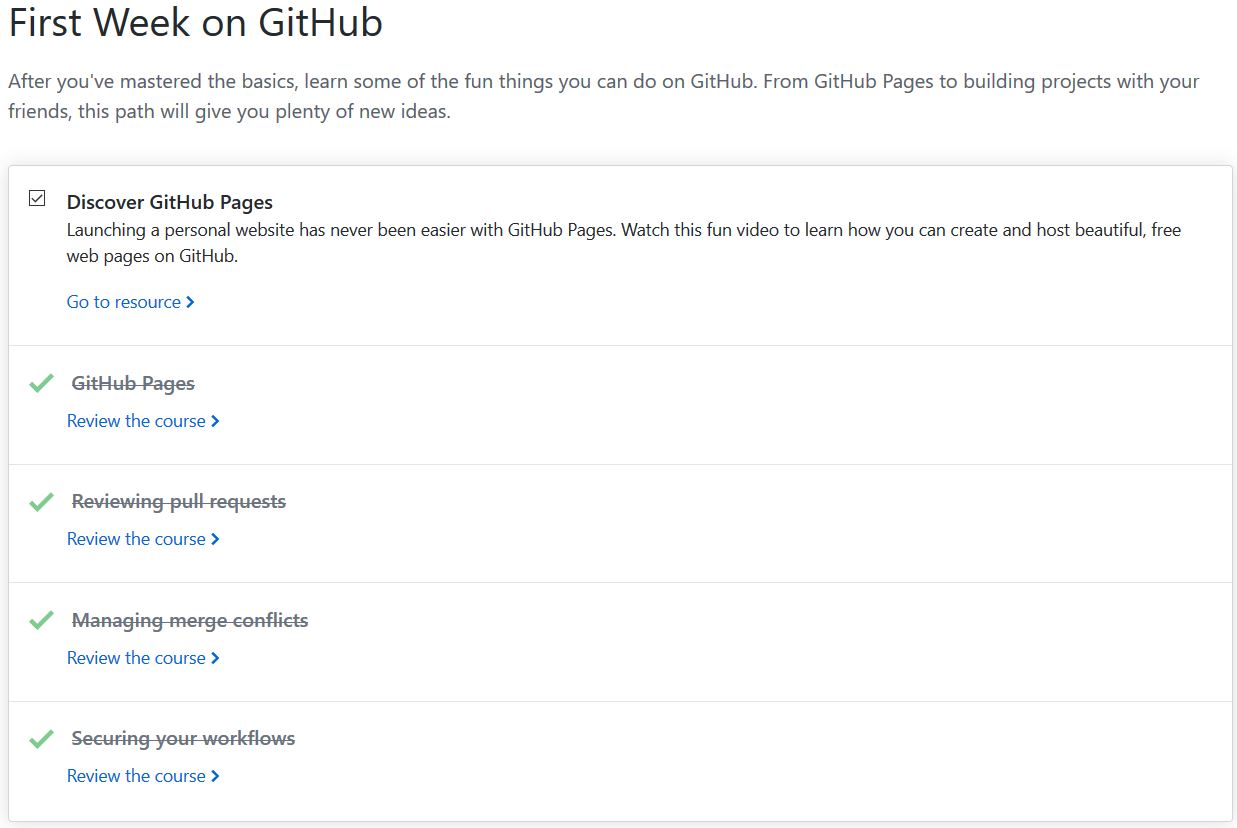 First Week on GitHub
After you've mastered the basics, learn some of the fun things you can do on GitHub. From GitHub Pages to building projects with your
friends, this path will give you plenty of new ideas.
Discover GitHub Pages
Launching a personal website has never been easier with GitHub Pages. Watch this fun video to learn how you can create and host beautiful, free
web pages on GitHub.
Go to resource
GitHub Pages
Review the course
Reviewing pull requests
Review the course
Managing merge conflicts
Review the course
Securing your workflows
Review the course